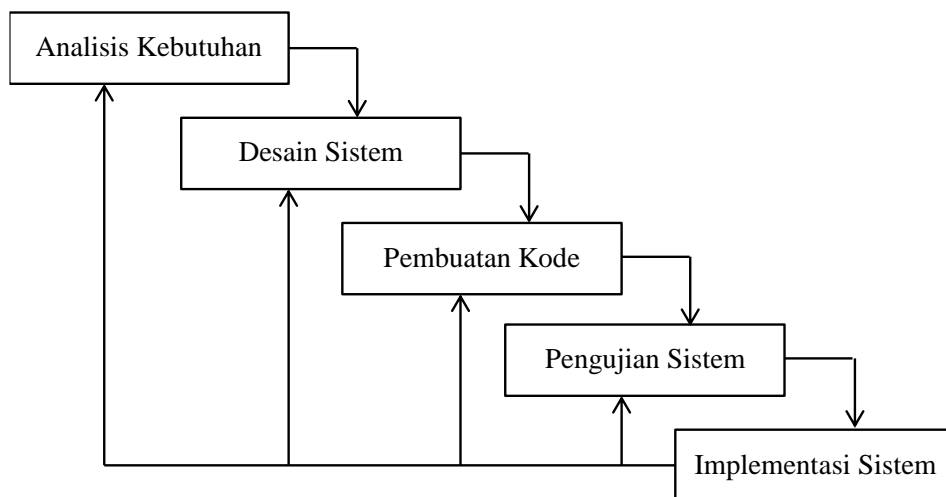 Analisis Kebutuhan
Desain Sistem
Pembuatan Kode
Pengujian Sistem
Implementasi Sistem